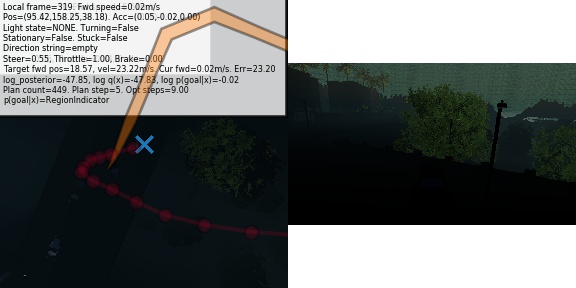 Local frame=319. Fwd speed=0.02m/s
Pos=(95.42,158.25,38.18). Acc=(0.05,-0.02,0.00)
Light state=NONE. Turning=False
Stationary=False. Stuck=False
Direction string=empty
Steer=0.55, Throttle=1.00, Brake=0.00
Target fwd pos=18.57, vel=23.22m/s. Cur fwd=0.02m/s. Err=23.20
log_posterior=-47.85, log q(x)=-47.83, log p(goal|x)=-0.02
Plan count=449. Plan step=5. Opt steps=9.00
p(goal|x)=RegionIndicator